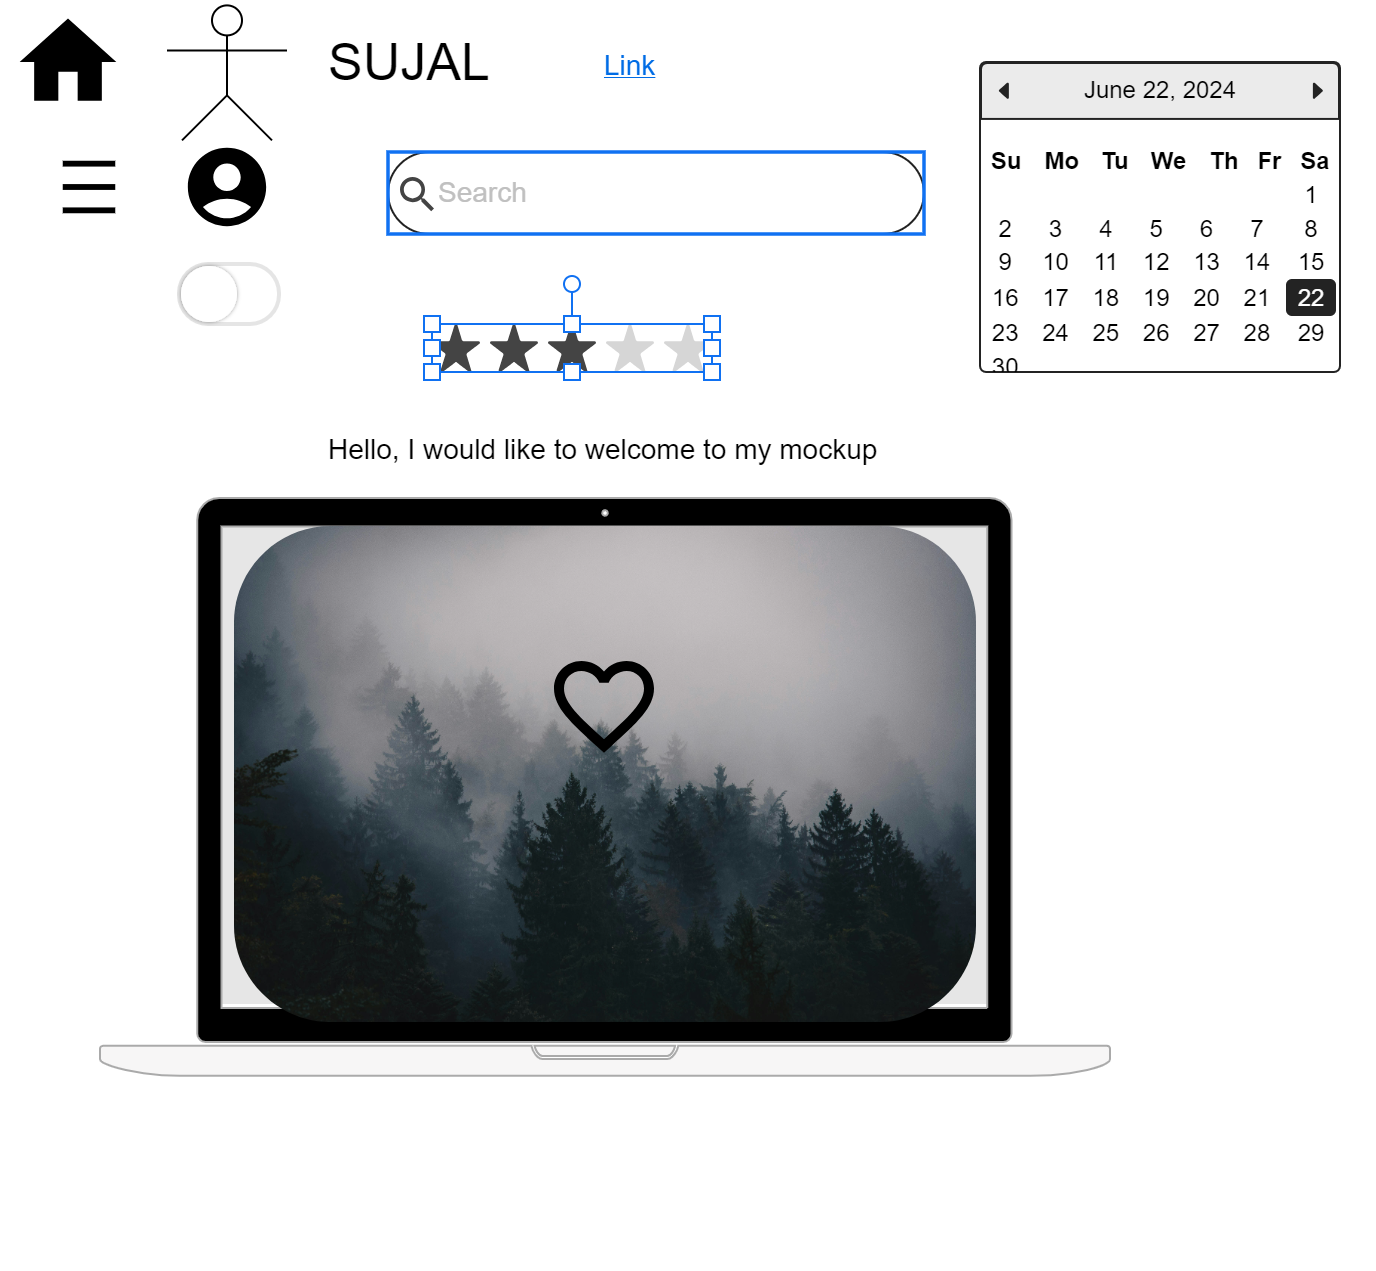 SUJAL
Link
June 22, 2024
Su Mo Tu We Th Fr Sa
1
2 3 4 5 6 7 8
9 10 11 12 13 14 15
16 17 18 19 20 21 22
23 24 25 26 27 28 29
30
Search
Hello, I would like to welcome to my mockup